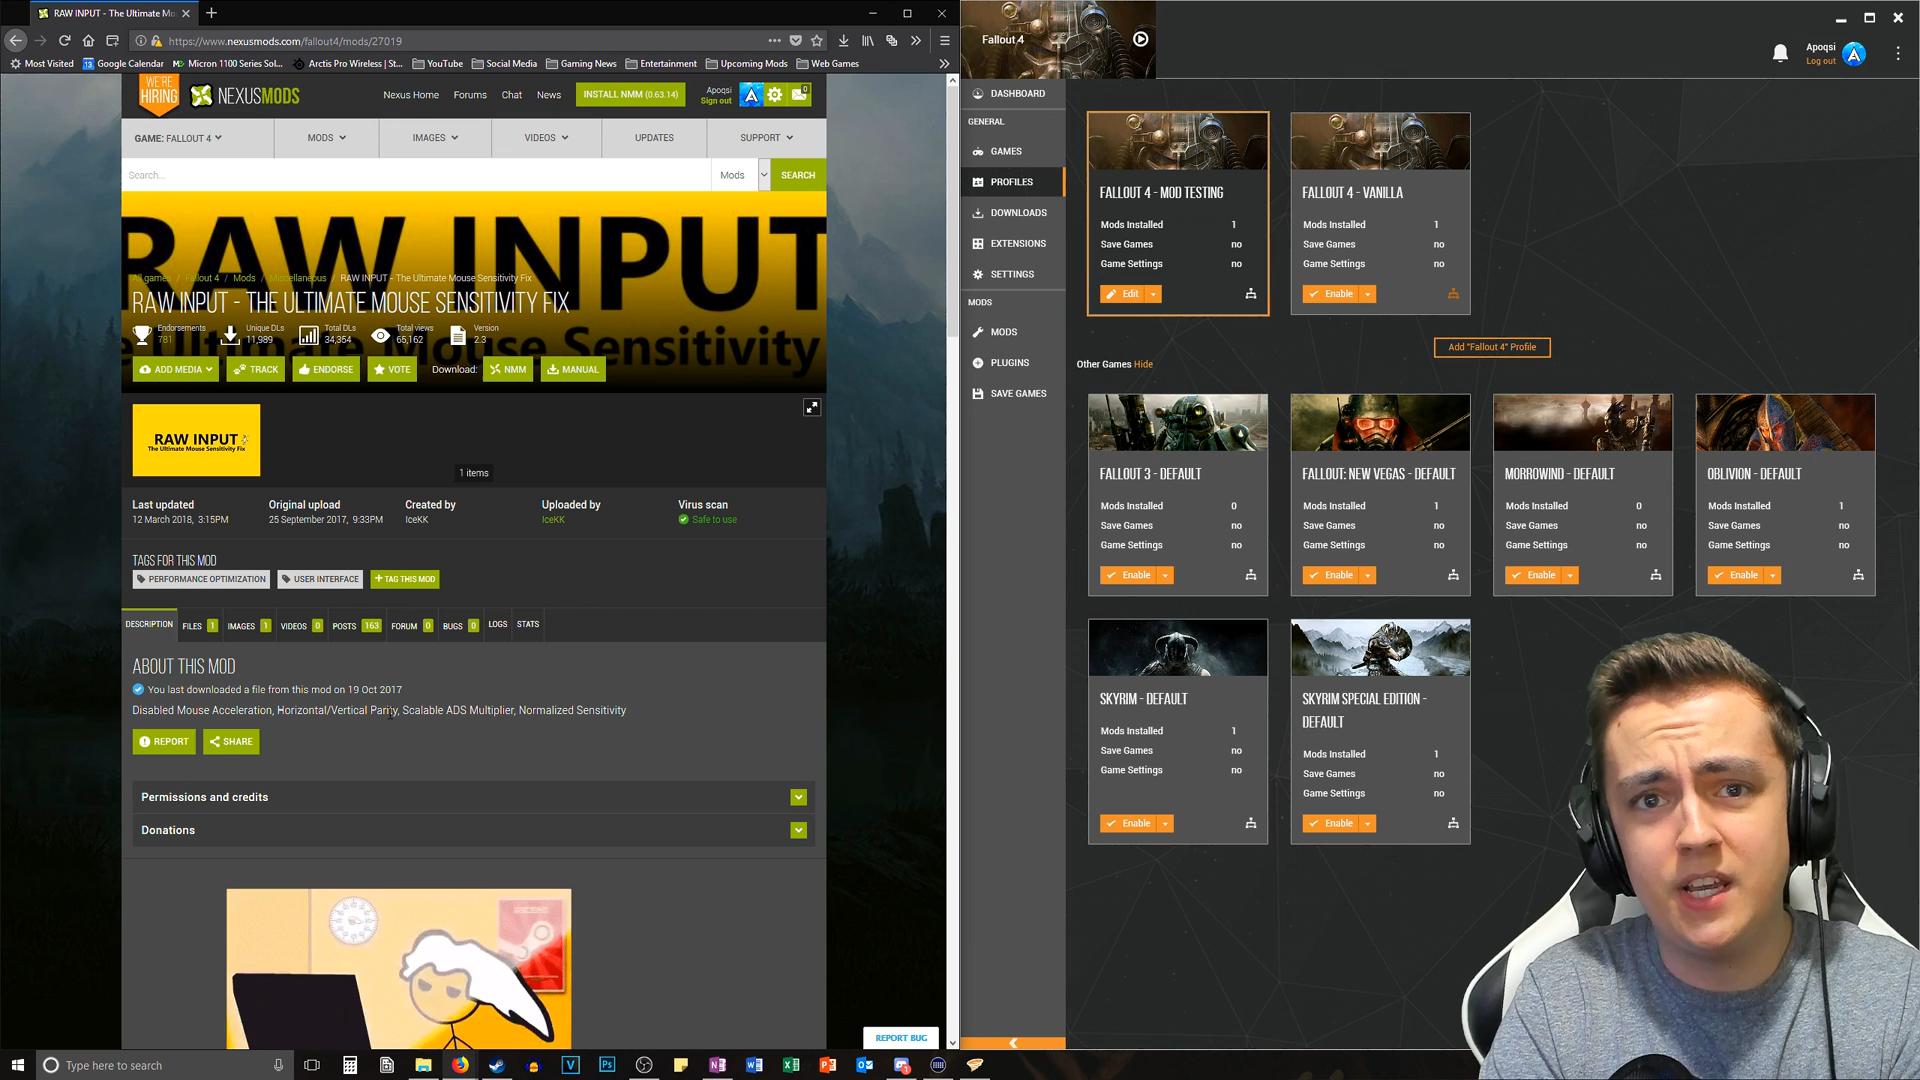 RAW INPUT - The Ultimate Mo
https://www.nexusmods.com/fallout4/mods/27019
Most Visited
Google Calendar
Micron 1100 Series Sol...
Arctis Pro Wireless | St...
YouTube
Social Media
Gaming News
Entertainment
Upcoming Mods
Web Games
WE'RE
HIRING
NEXUSMODS
Nexus Home
Forums
Chat
News
INSTALL NMM (0.63.14)
Apoqsi
Sign out
0
GAME: FALLOUT 4
MODS
IMAGES
VIDEOS
UPDATES
SUPPORT
Search...
Mods
SEARCH
RAW INPUT
All games / Fallout 4 / Mods / Miscellaneous / RAW INPUT - The Ultimate Mouse Sensitivity Fix
RAW INPUT - THE ULTIMATE MOUSE SENSITIVITY FIX
Endorsements
781
Unique DLs
11,989
Total DLs
34,354
Total views
65,162
Version
2.3
e Ultimate Mouse Sensitivity
ADD MEDIA
TRACK
ENDORSE
VOTE
Download:
NMM
MANUAL
RAW INPUT
The Ultimate Mouse Sensitivity Fix
1 items
Last updated
12 March 2018, 3:15PM
Original upload
25 September 2017, 9:33PM
Created by
IceKK
Uploaded by
IceKK
Virus scan
Safe to use
TAGS FOR THIS MOD
PERFORMANCE OPTIMIZATION
USER INTERFACE
+ TAG THIS MOD
DESCRIPTION
FILES 1
IMAGES 1
VIDEOS 0
POSTS 163
FORUM 0
BUGS 0
LOGS
STATS
ABOUT THIS MOD
You last downloaded a file from this mod on 19 Oct 2017
Disabled Mouse Acceleration, Horizontal/Vertical Parity, Scalable ADS Multiplier, Normalized Sensitivity
REPORT
SHARE
Permissions and credits
Donations
REPORT BUG
Type here to search
Fallout 4
Apoqsi
Log out
DASHBOARD
GENERAL
GAMES
PROFILES
DOWNLOADS
EXTENSIONS
SETTINGS
MODS
MODS
PLUGINS
SAVE GAMES
FALLOUT 4 - MOD TESTING
Mods Installed 1
Save Games no
Game Settings no
Edit
FALLOUT 4 - VANILLA
Mods Installed 1
Save Games no
Game Settings no
Enable
Add "Fallout 4" Profile
Other Games Hide
FALLOUT 3 - DEFAULT
Mods Installed 0
Save Games no
Game Settings no
Enable
FALLOUT: NEW VEGAS - DEFAULT
Mods Installed 1
Save Games no
Game Settings no
Enable
MORROWIND - DEFAULT
Mods Installed 0
Save Games no
Game Settings no
Enable
OBLIVION - DEFAULT
Mods Installed 1
Save Games no
Game Settings no
Enable
SKYRIM - DEFAULT
Mods Installed 1
Save Games no
Game Settings no
Enable
SKYRIM SPECIAL EDITION -
DEFAULT
Mods Installed 1
Save Games no
Game Settings no
Enable